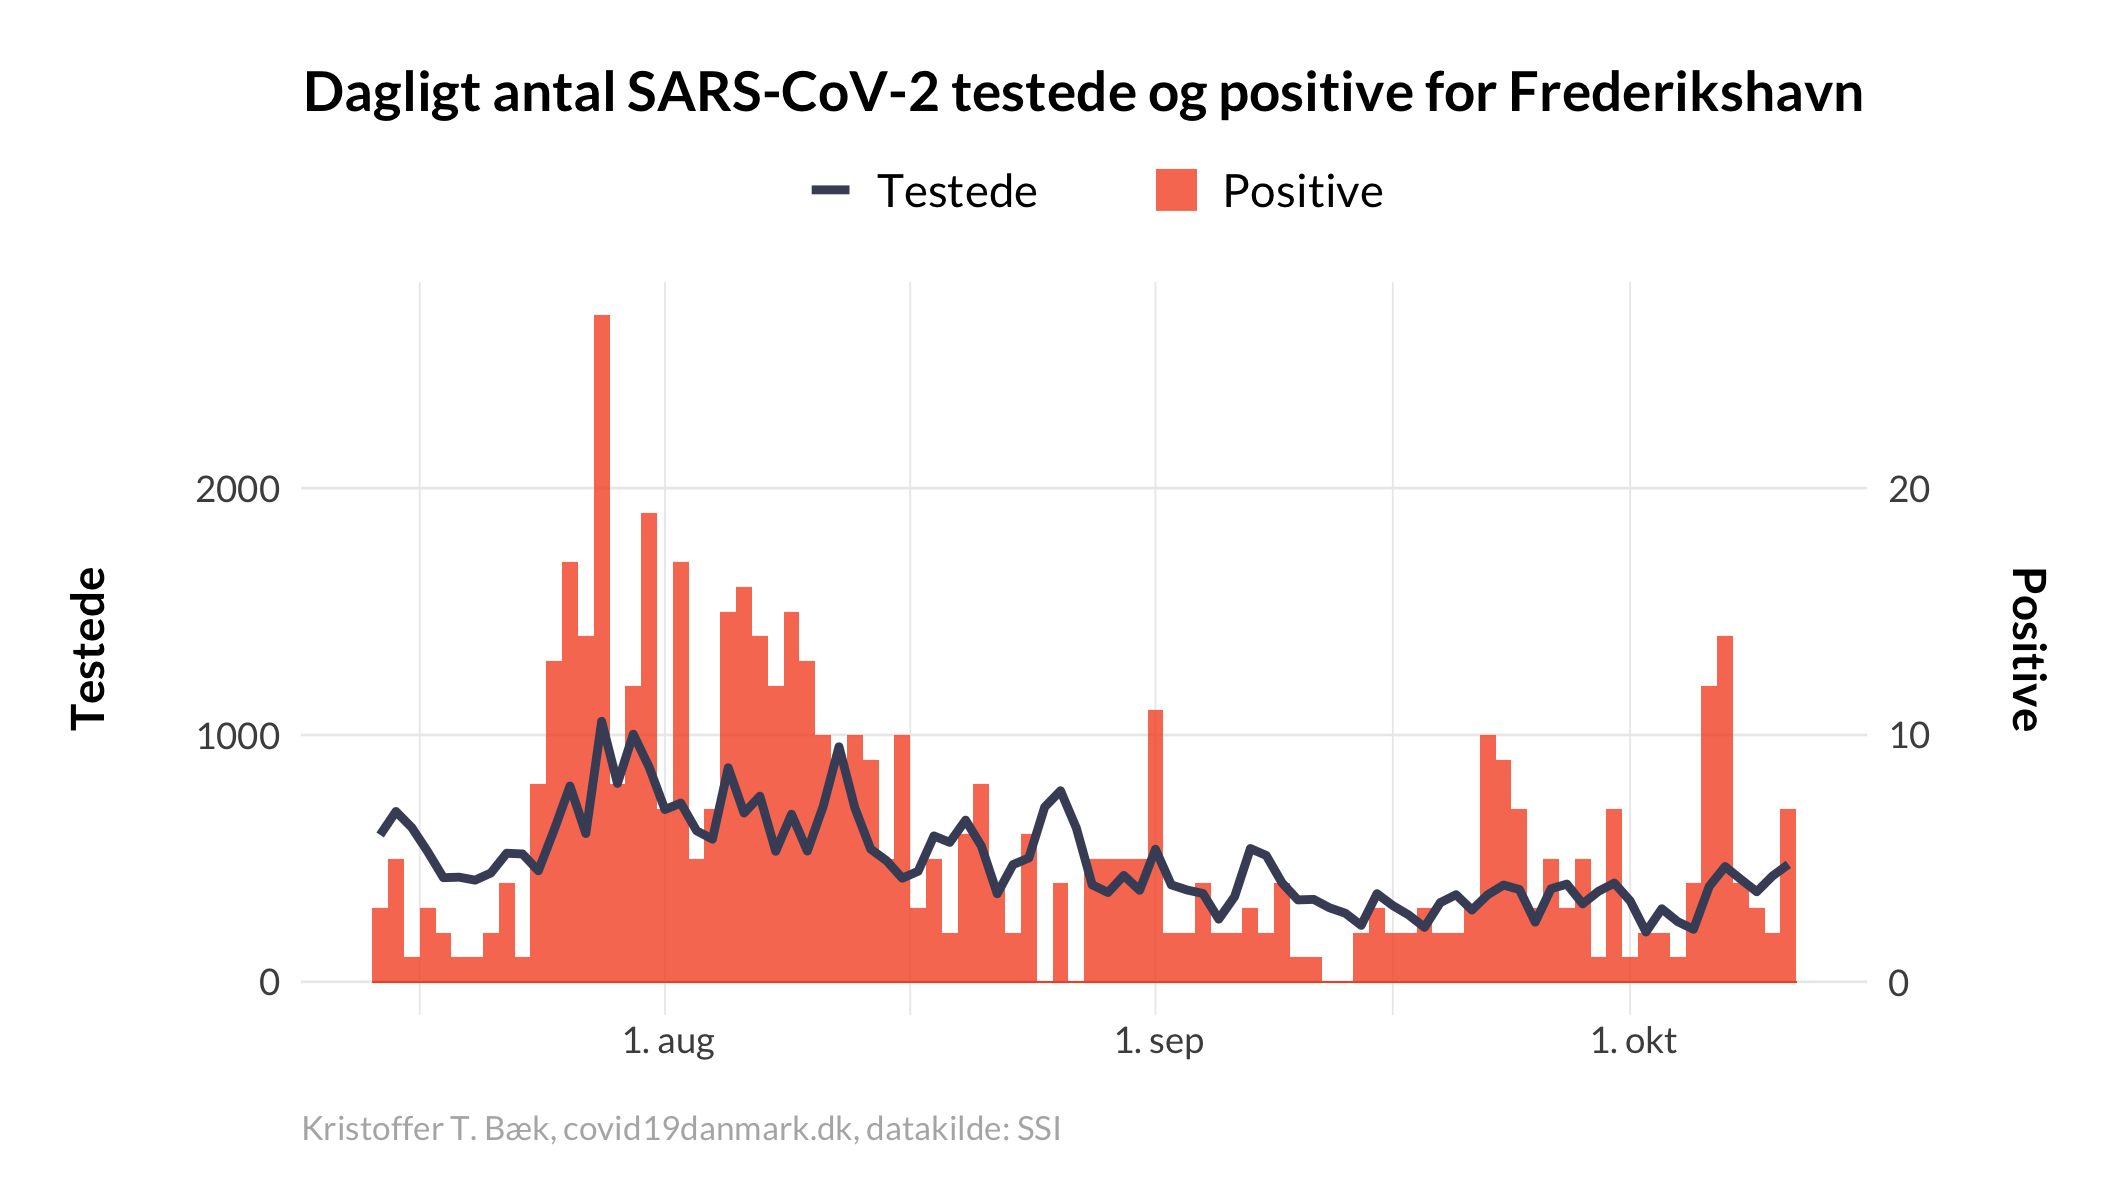 Dagligt antal SARS-CoV-2 testede og positive for Frederikshavn
Testede
Positive
2000
1000
0
20
10
0
Testede
Positive
1. aug
1. sep
1. okt
Kristoffer T. Bæk, covid19danmark.dk, datakilde: SSI